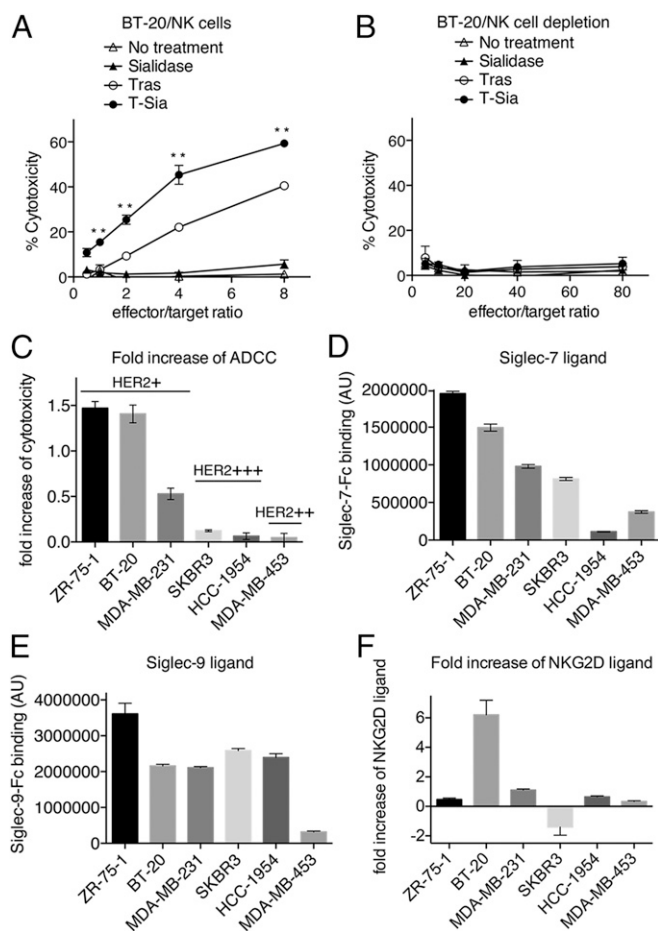 A
BT-20/NK cells
No treatment
Sialidase
Tras
T-Sia
% Cytotoxicity
60
40
20
0
** ** ** **
0 2 4 6 8
effector/target ratio
B
BT-20/NK cell depletion
No treatment
Sialidase
Tras
T-Sia
% Cytotoxicity
60
40
20
0
0 20 40 60 80
effector/target ratio
C
Fold increase of ADCC
fold increase of cytotoxicity
HER2+
HER2+++
HER2++
1.5
1.0
0.5
0.0
ZR-75-1
BT-20
MDA-MB-231
SKBR3
HCC-1954
MDA-MB-453
D
Siglec-7 ligand
Siglec-7-Fc binding (AU)
2000000
1500000
1000000
500000
0
ZR-75-1
BT-20
MDA-MB-231
SKBR3
HCC-1954
MDA-MB-453
E
Siglec-9 ligand
Siglec-9-Fc binding (AU)
4000000
3000000
2000000
1000000
0
ZR-75-1
BT-20
MDA-MB-231
SKBR3
HCC-1954
MDA-MB-453
F
Fold increase of NKG2D ligand
fold increase of NKG2D ligand
6
4
2
0
-2
ZR-75-1
BT-20
MDA-MB-231
SKBR3
HCC-1954
MDA-MB-453